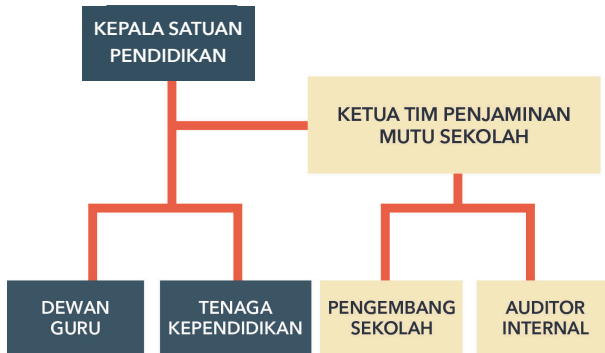 KEPALA SATUAN
PENDIDIKAN
KETUA TIM PENJAMINAN
MUTU SEKOLAH
DEWAN
GURU
TENAGA
KEPENDIDIKAN
PENGEMBANG
SEKOLAH
AUDITOR
INTERNAL